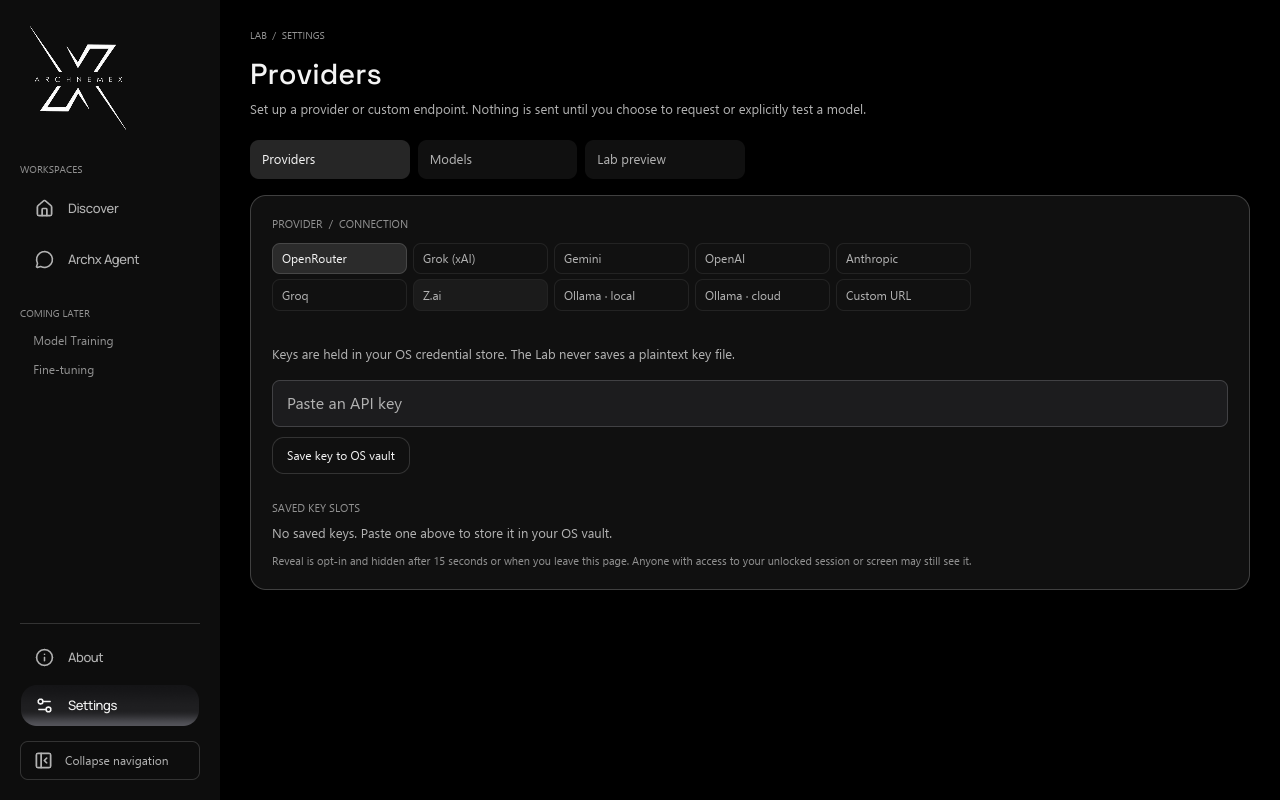 ARCHNEMEX
WORKSPACES
Discover
Archx Agent
COMING LATER
Model Training
Fine-tuning
About
Settings
Collapse navigation
LAB / SETTINGS
Providers
Set up a provider or custom endpoint. Nothing is sent until you choose to request or explicitly test a model.
Providers Models Lab preview
PROVIDER / CONNECTION
OpenRouter Grok (xAI) Gemini OpenAI Anthropic
Groq Z.ai Ollama · local Ollama · cloud Custom URL
Keys are held in your OS credential store. The Lab never saves a plaintext key file.
Paste an API key
Save key to OS vault
SAVED KEY SLOTS
No saved keys. Paste one above to store it in your OS vault.
Reveal is opt-in and hidden after 15 seconds or when you leave this page. Anyone with access to your unlocked session or screen may still see it.